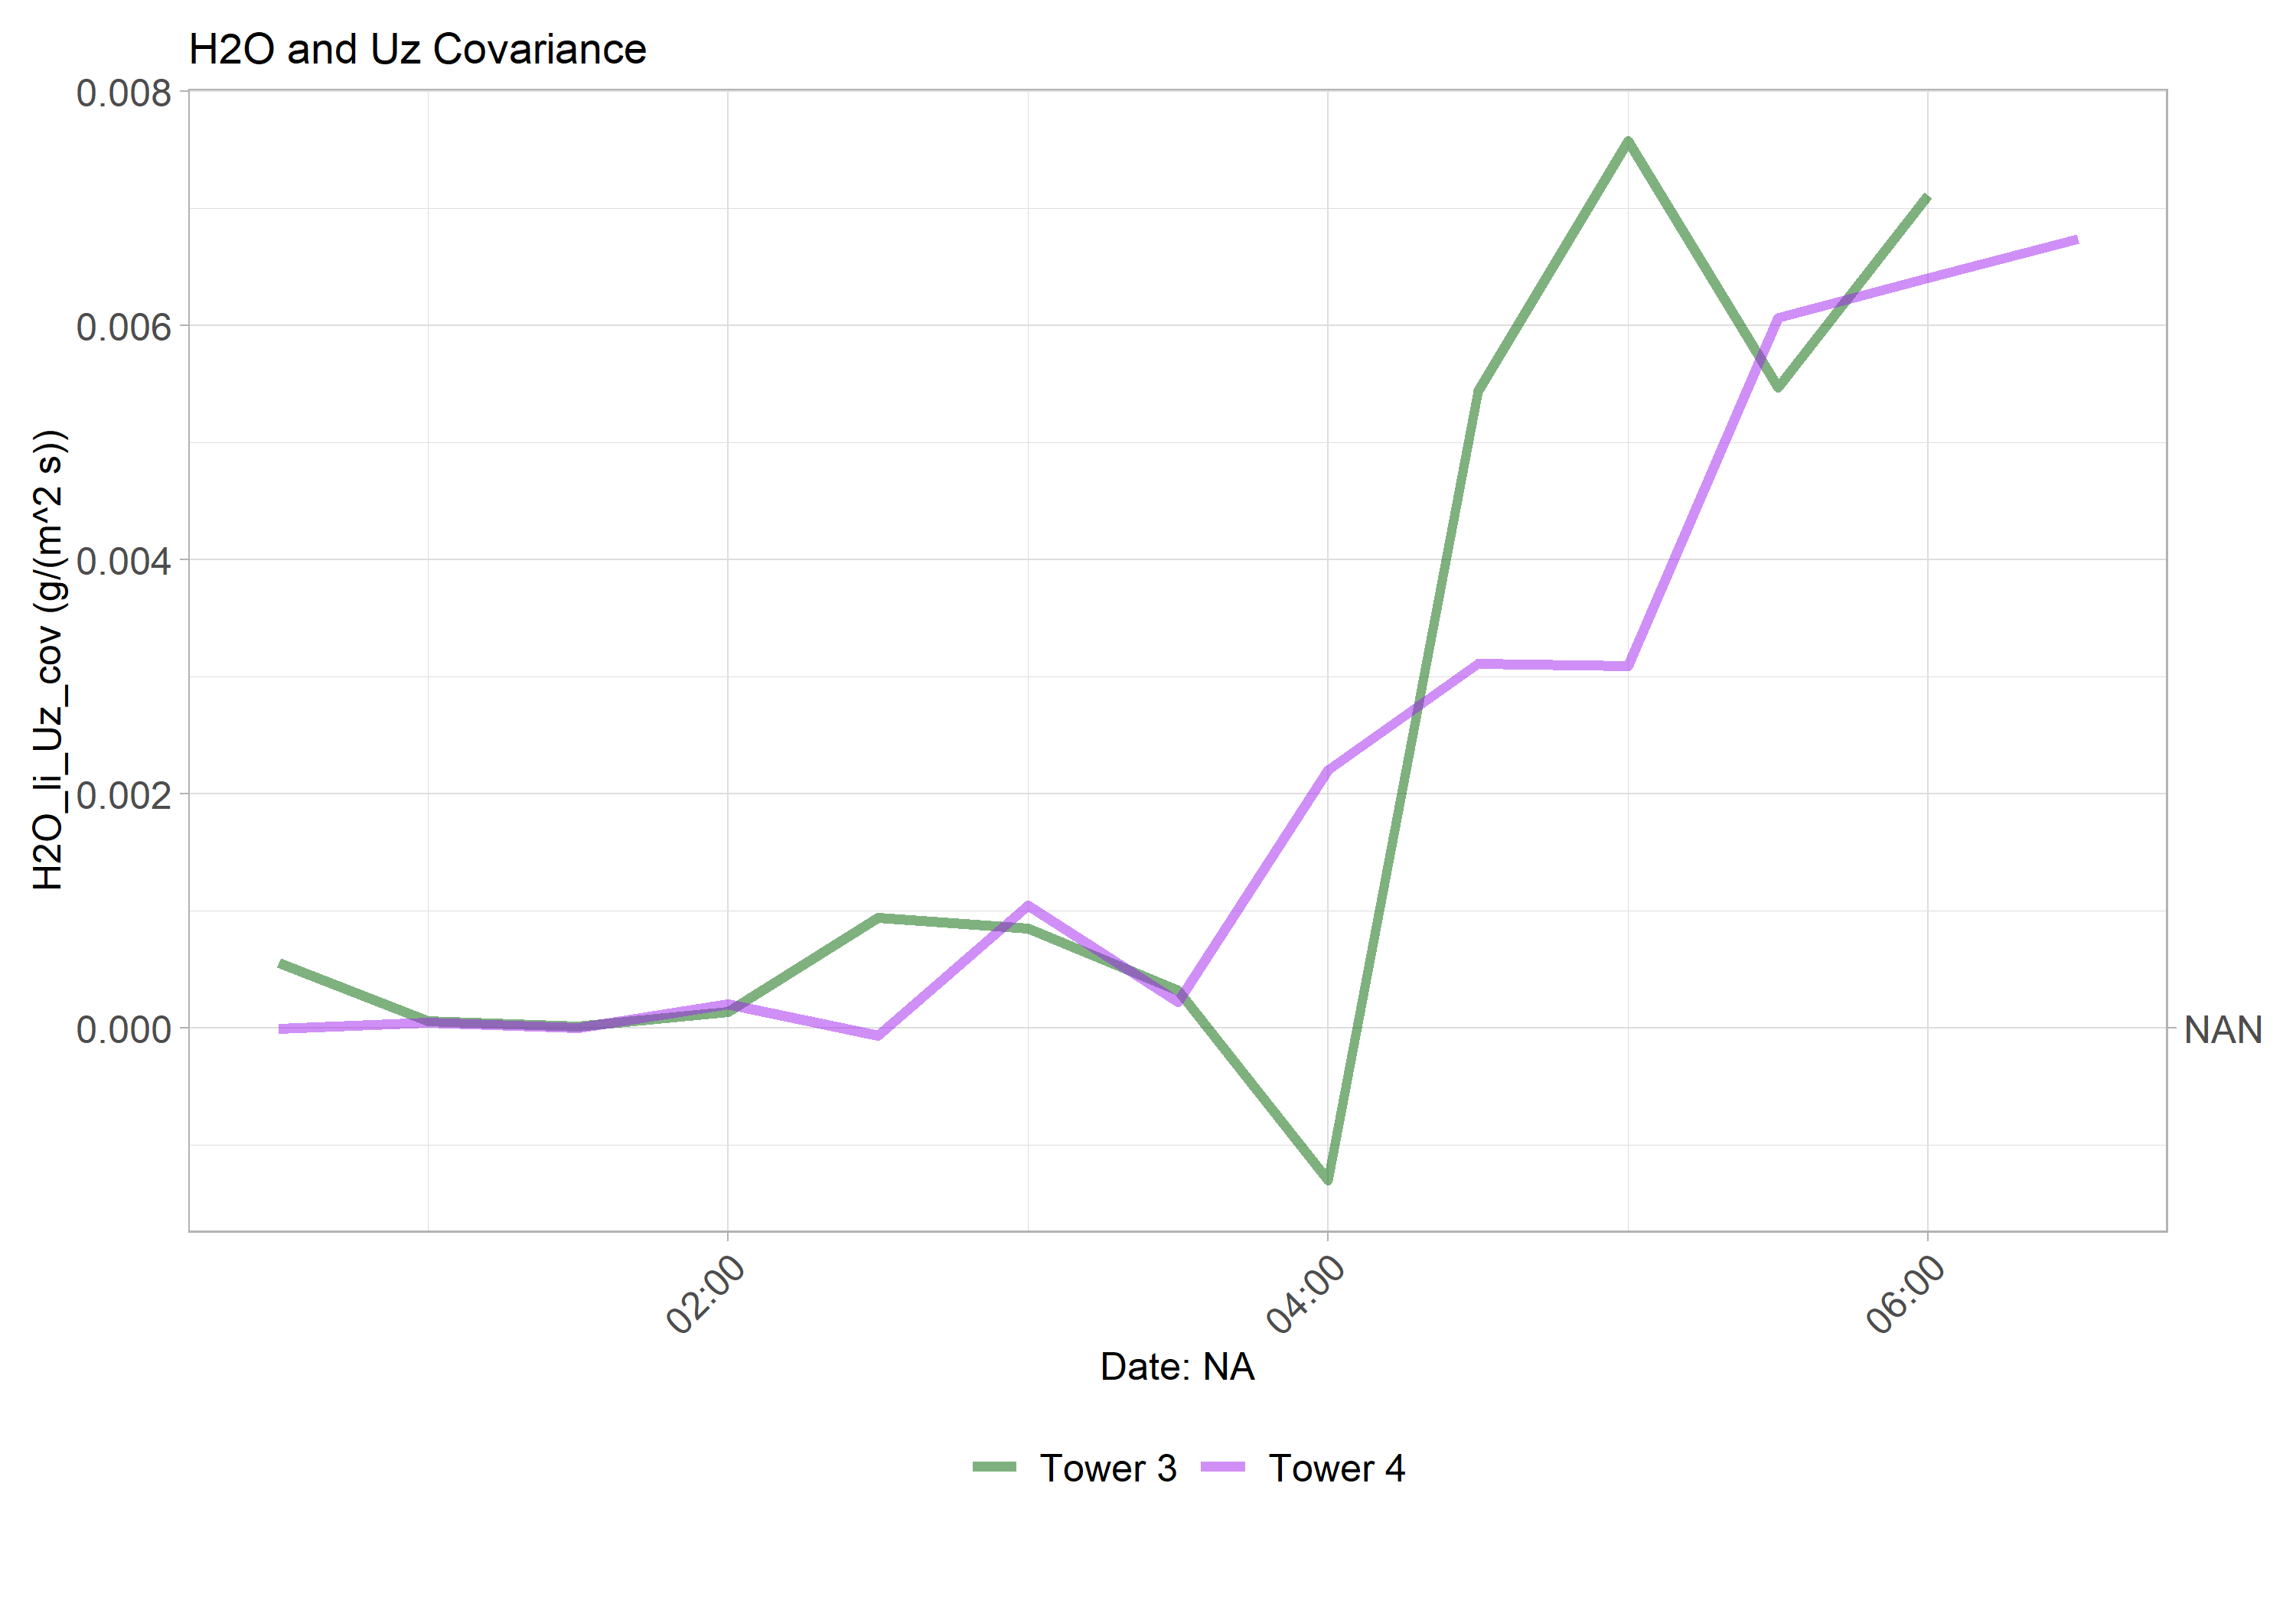 H2O and Uz Covariance
H2O_li_Uz_cov (g/(m^2 s))
0.008
0.006
0.004
0.002
0.000
NAN
02:00
04:00
06:00
Date: NA
Tower 3
Tower 4